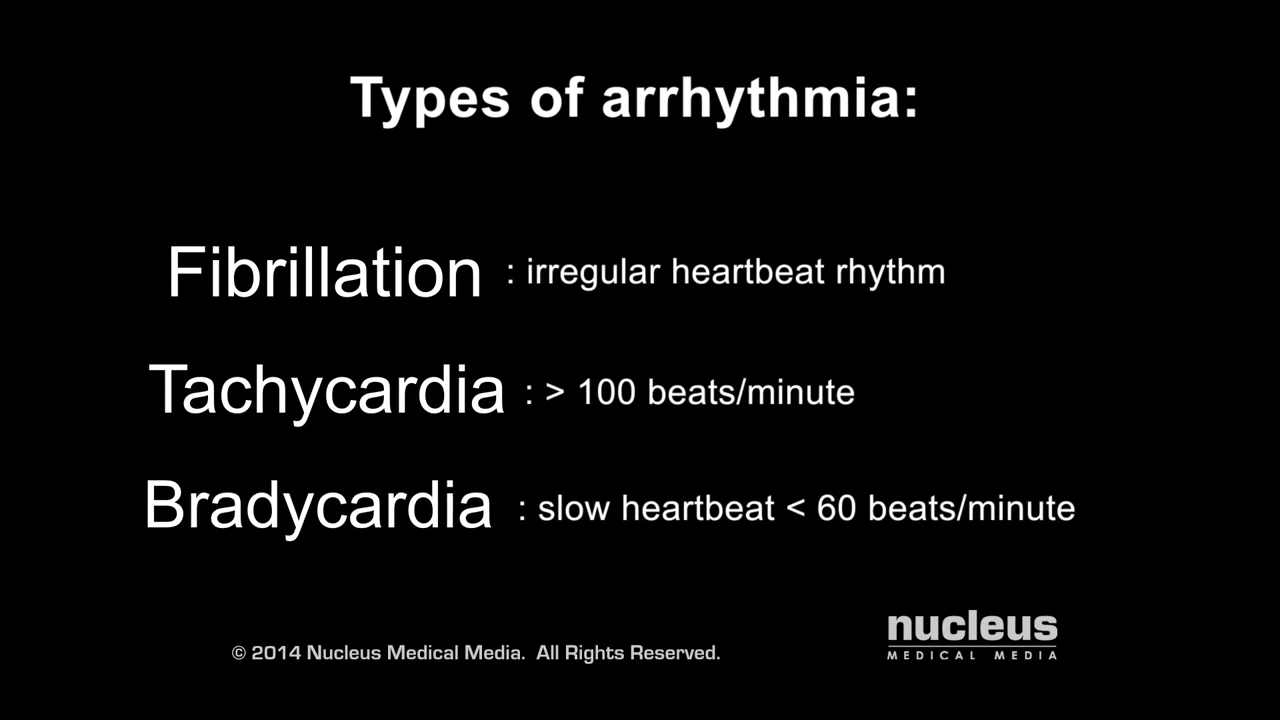 Types of arrhythmia:
Fibrillation : irregular heartbeat rhythm
Tachycardia : > 100 beats/minute
Bradycardia : slow heartbeat < 60 beats/minute
© 2014 Nucleus Medical Media. All Rights Reserved.
nucleus
MEDICAL MEDIA